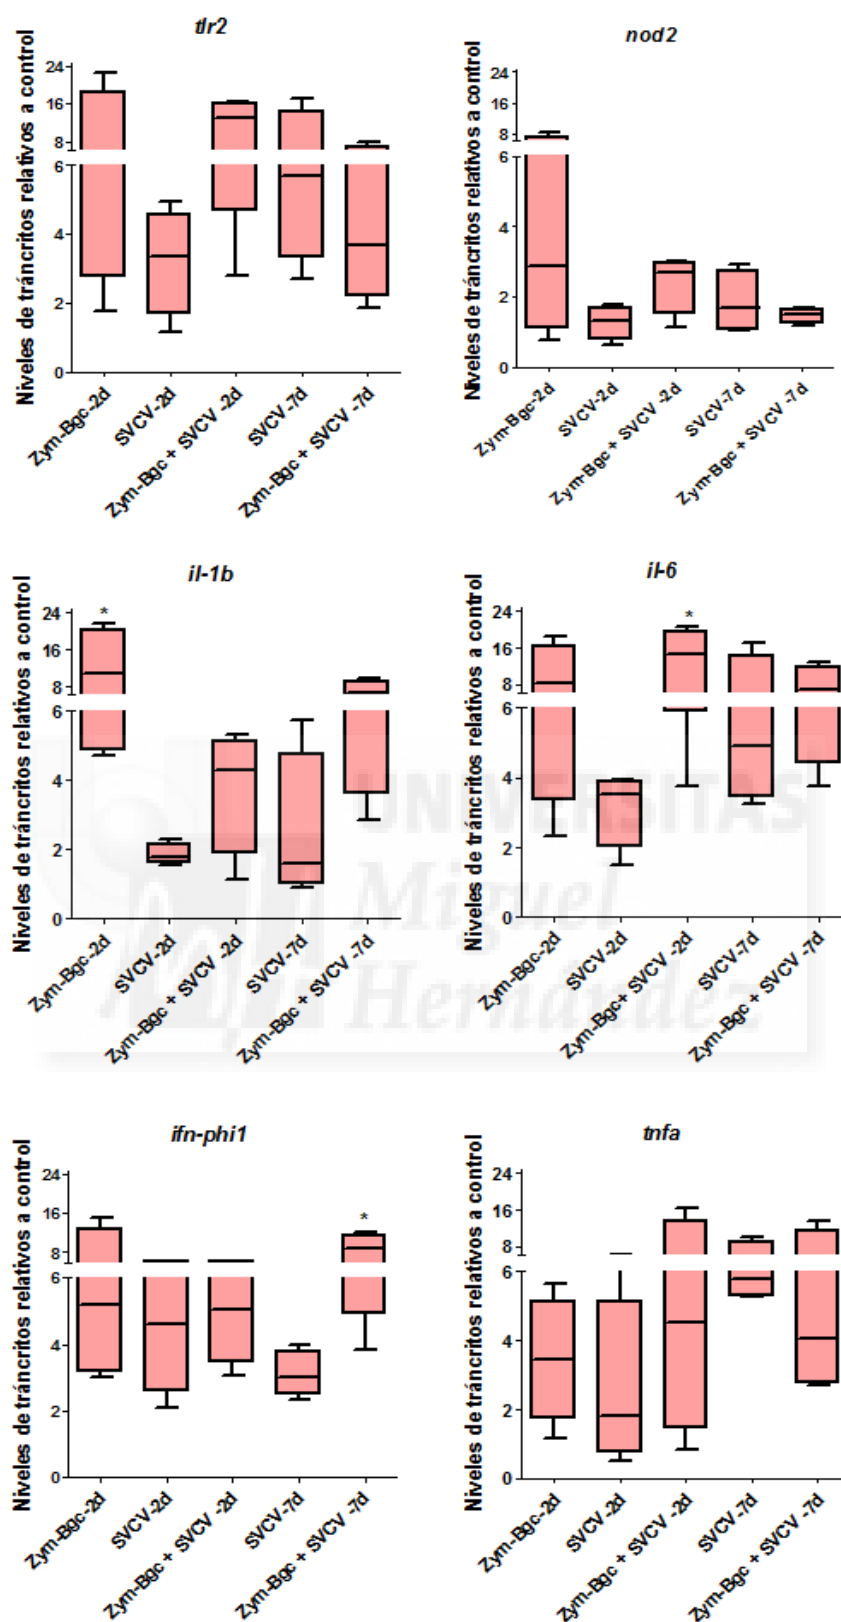 tlr2
Niveles de tráncritos relativos a control
24
16
8
6
4
2
0
Zym-Bgc-2d
SVCV-2d
Zym-Bgc + SVCV -2d
SVCV-7d
Zym-Bgc + SVCV -7d
nod2
Niveles de tráncritos relativos a control
24
16
8
6
4
2
0
Zym-Bgc-2d
SVCV-2d
Zym-Bgc + SVCV -2d
SVCV-7d
Zym-Bgc + SVCV -7d
il-1b
Niveles de tráncritos relativos a control
24
16
8
6
4
2
0
*
Zym-Bgc-2d
SVCV-2d
Zym-Bgc + SVCV -2d
SVCV-7d
Zym-Bgc + SVCV -7d
il-6
Niveles de tráncritos relativos a control
24
16
8
6
4
2
0
*
Zym-Bgc-2d
SVCV-2d
Zym-Bgc+ SVCV -2d
SVCV-7d
Zym-Bgc + SVCV -7d
UNIVERSITAS
Miguel
Hernández
ifn-phi1
Niveles de tráncritos relativos a control
24
16
8
6
4
2
0
*
Zym-Bgc-2d
SVCV-2d
Zym-Bgc + SVCV -2d
SVCV-7d
Zym-Bgc + SVCV -7d
tnfa
Niveles de tráncritos relativos a control
24
16
8
6
4
2
0
Zym-Bgc-2d
SVCV-2d
Zym-Bgc + SVCV -2d
SVCV-7d
Zym-Bgc + SVCV -7d